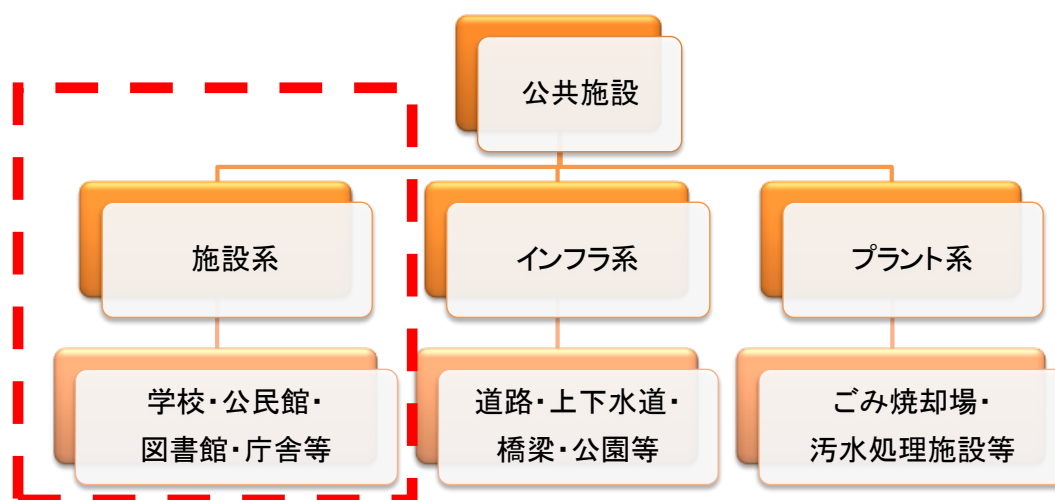 公共施設
施設系
インフラ系
プラント系
学校・公民館・
図書館・庁舎等
道路・上下水道・
橋梁・公園等
ごみ焼却場・
汚水処理施設等